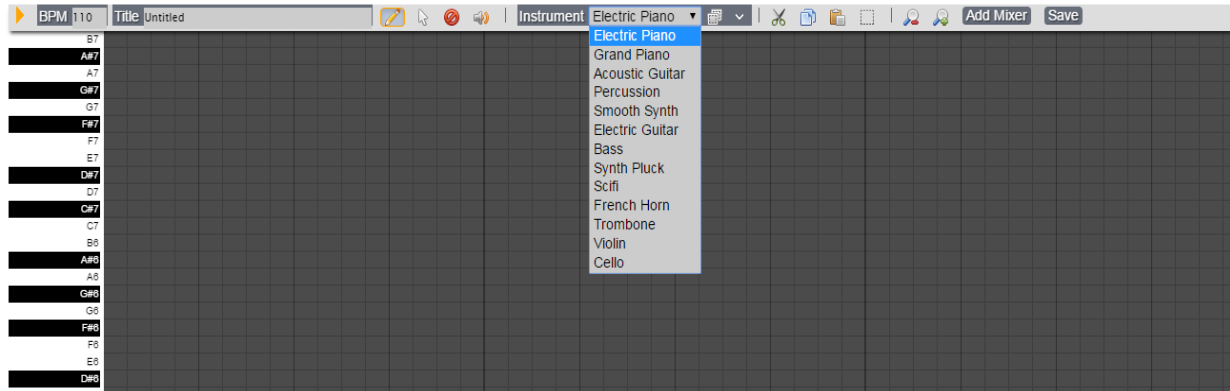 BPM 110 Title Untitled Instrument Electric Piano Add Mixer Save
Electric Piano
Grand Piano
Acoustic Guitar
Percussion
Smooth Synth
Electric Guitar
Bass
Synth Pluck
Scifi
French Horn
Trombone
Violin
Cello
B7
A#7
A7
G#7
G7
F#7
F7
E7
D#7
D7
C#7
C7
B6
A#6
A6
G#6
G6
F#6
F6
E6
D#6